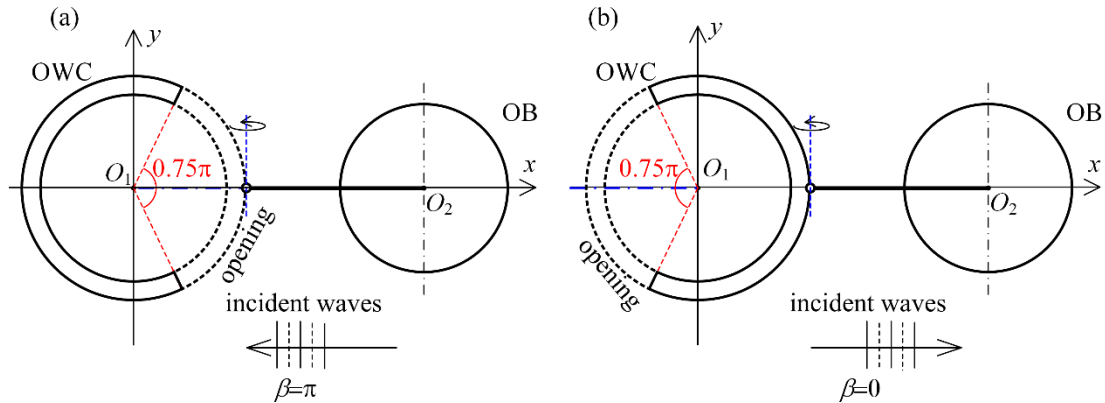 (a)
y
OWC
OB
0.75π
O1
x
O2
opening
incident waves
β=π
(b)
y
OWC
OB
0.75π
O1
x
O2
opening
incident waves
β=0